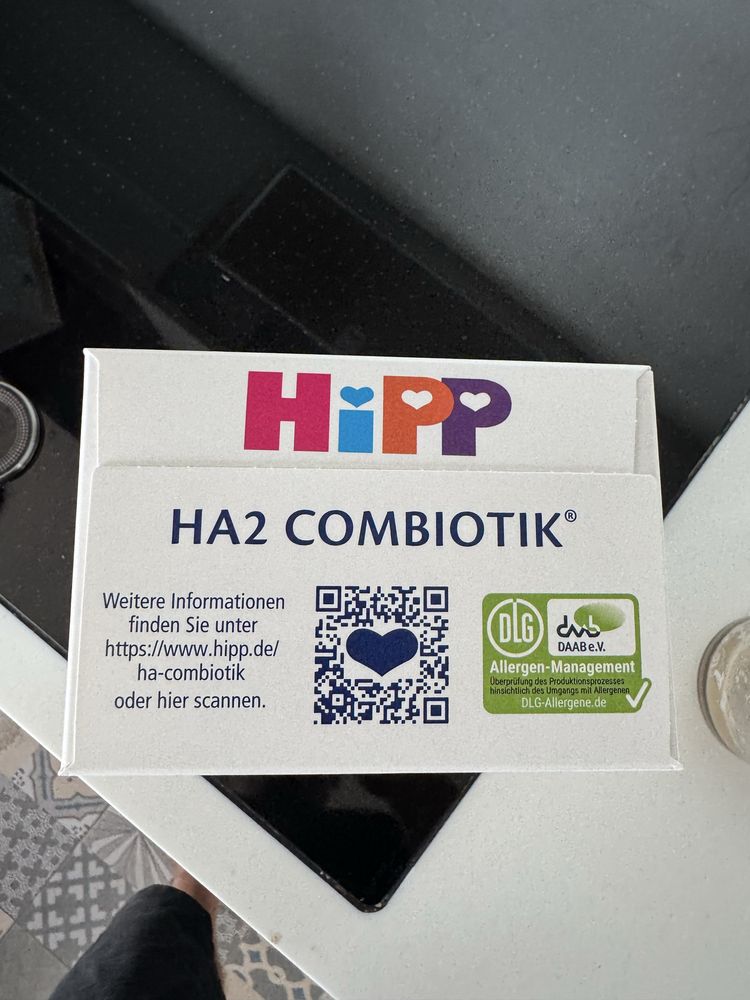 HiPP
HA2 COMBIOTIK®
Weitere Informationen
finden Sie unter
https://www.hipp.de/
ha-combiotik
oder hier scannen.
DLG
daab
DAAB e.V.
Allergen-Management
Überprüfung des Produktionsprozesses
hinsichtlich des Umgangs mit Allergenen
DLG-Allergene.de